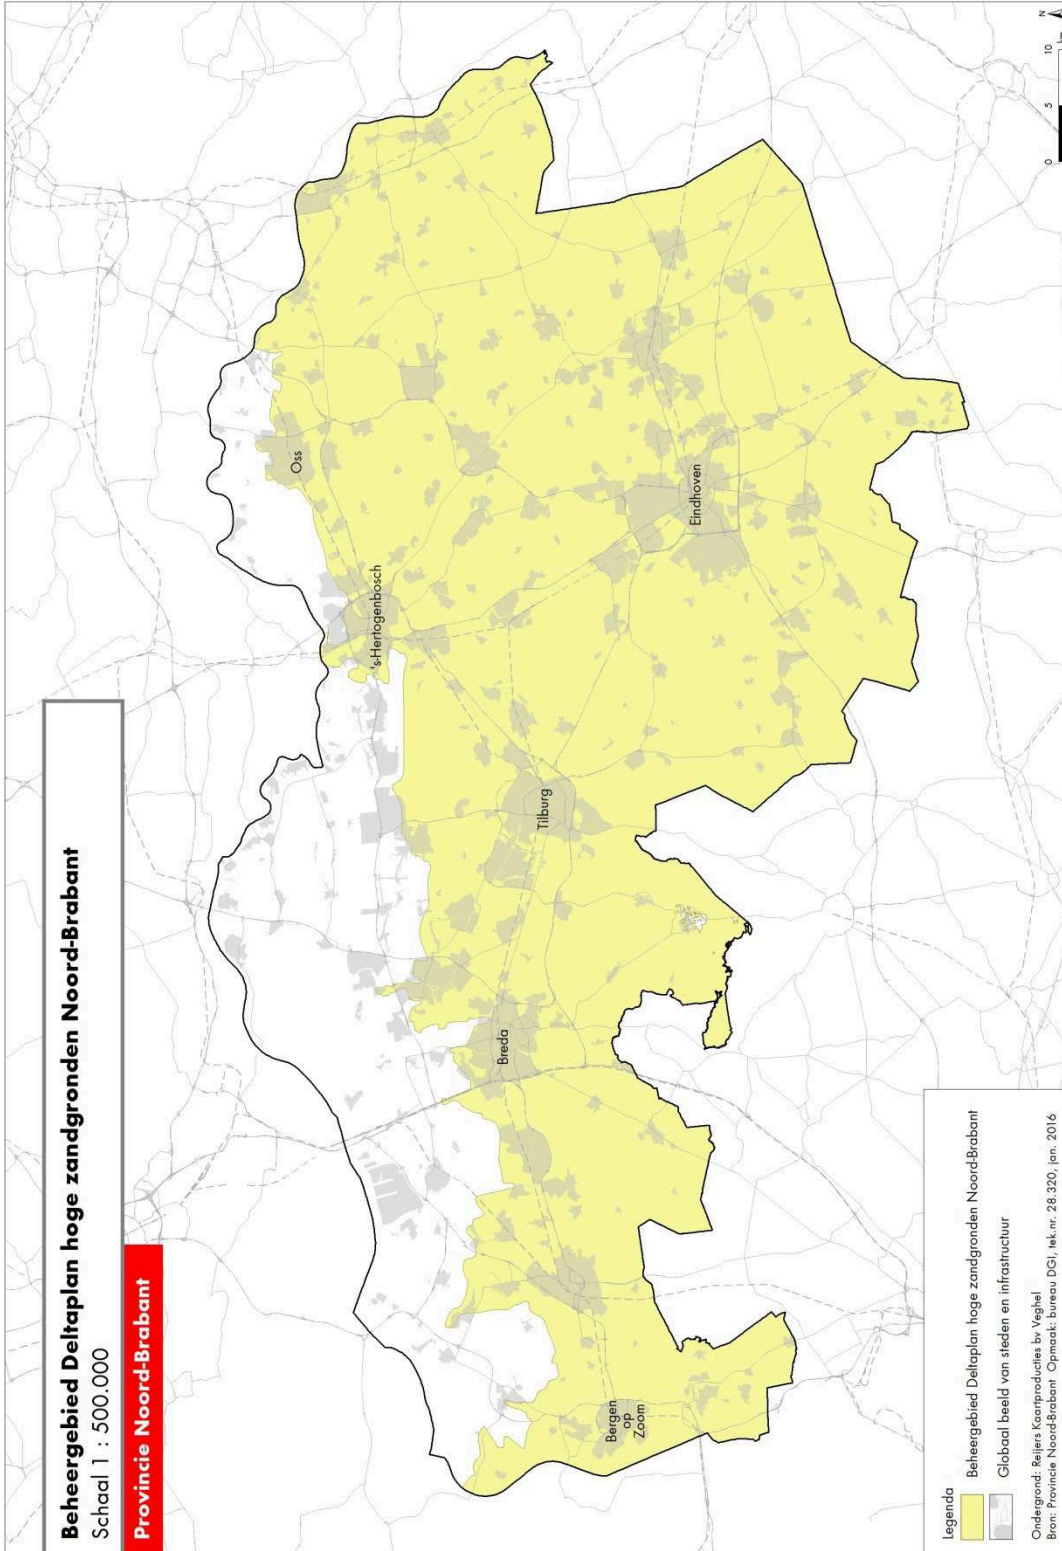 Beheergebied Deltaplan hoge zandgronden Noord-Brabant
Schaal 1 : 500.000
Provincie Noord-Brabant
Oss
's-Hertogenbosch
Eindhoven
Tilburg
Breda
Bergen
op
Zoom
Legenda
Beheergebied Deltaplan hoge zandgronden Noord-Brabant
Globaal beeld van steden en infrastructuur
Ondergrond: Reijers Kaartproducties bv Veghel
Bron: Provincie Noord-Brabant Opmaak: bureau DGI, tek.nr. 28.320, jan. 2016
0 5 10
km
N